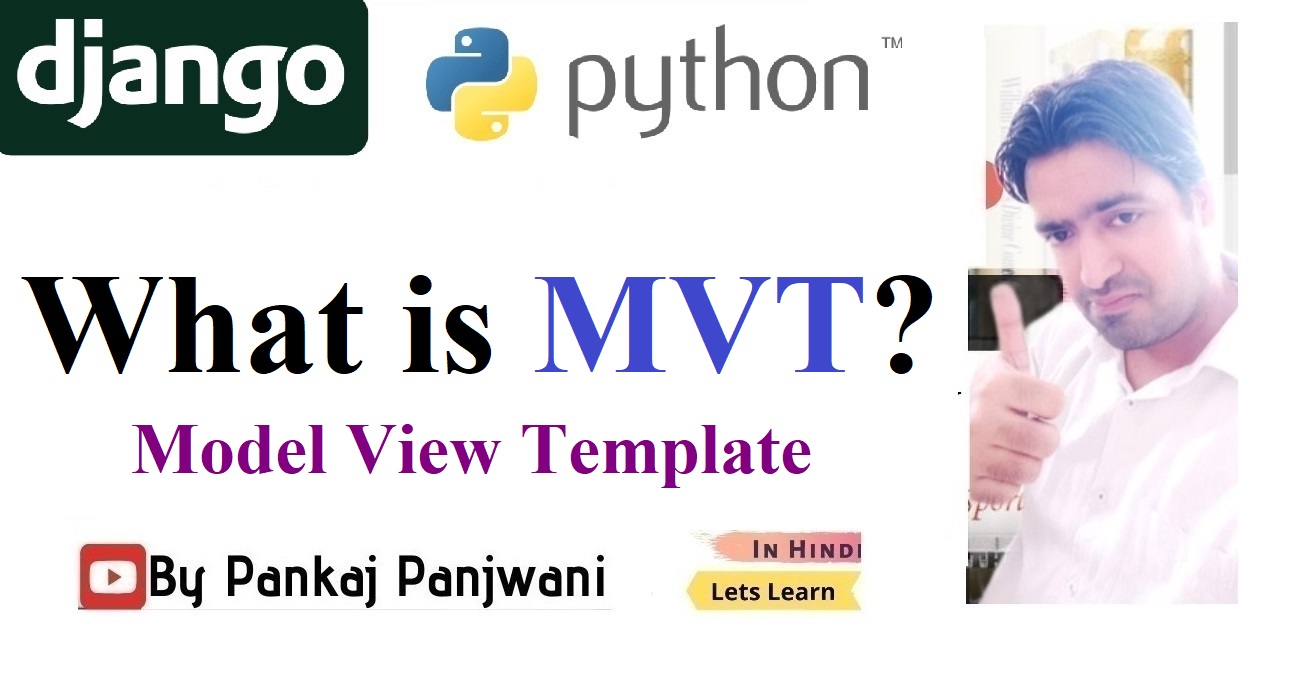 django
python™
What is MVT?
Model View Template
By Pankaj Panjwani
IN HINDI
Lets Learn